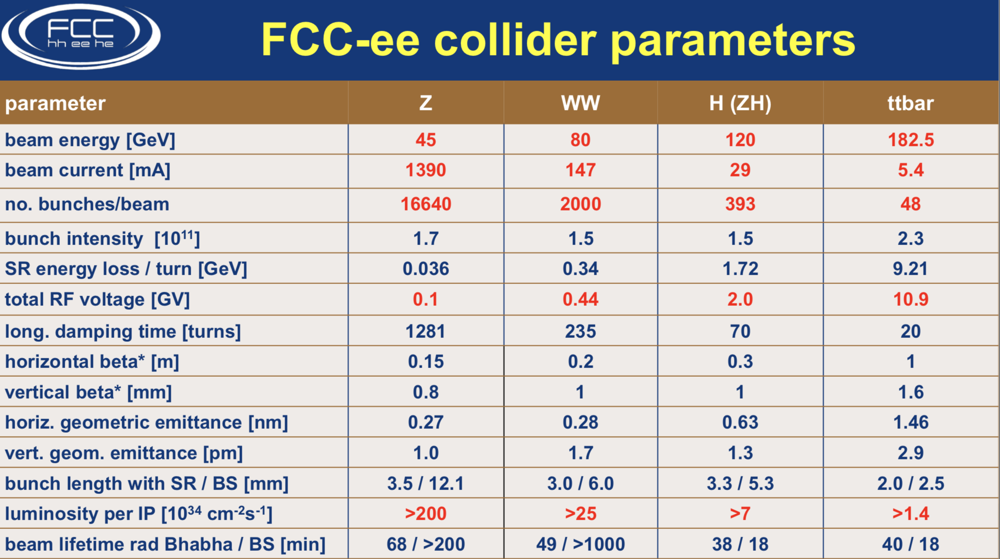 FCC
hh ee he
FCC-ee collider parameters
parameter Z WW H (ZH) ttbar
beam energy [GeV] 45 80 120 182.5
beam current [mA] 1390 147 29 5.4
no. bunches/beam 16640 2000 393 48
bunch intensity [10¹¹] 1.7 1.5 1.5 2.3
SR energy loss / turn [GeV] 0.036 0.34 1.72 9.21
total RF voltage [GV] 0.1 0.44 2.0 10.9
long. damping time [turns] 1281 235 70 20
horizontal beta* [m] 0.15 0.2 0.3 1
vertical beta* [mm] 0.8 1 1 1.6
horiz. geometric emittance [nm] 0.27 0.28 0.63 1.46
vert. geom. emittance [pm] 1.0 1.7 1.3 2.9
bunch length with SR / BS [mm] 3.5 / 12.1 3.0 / 6.0 3.3 / 5.3 2.0 / 2.5
luminosity per IP [10³⁴ cm⁻²s⁻¹] >200 >25 >7 >1.4
beam lifetime rad Bhabha / BS [min] 68 / >200 49 / >1000 38 / 18 40 / 18